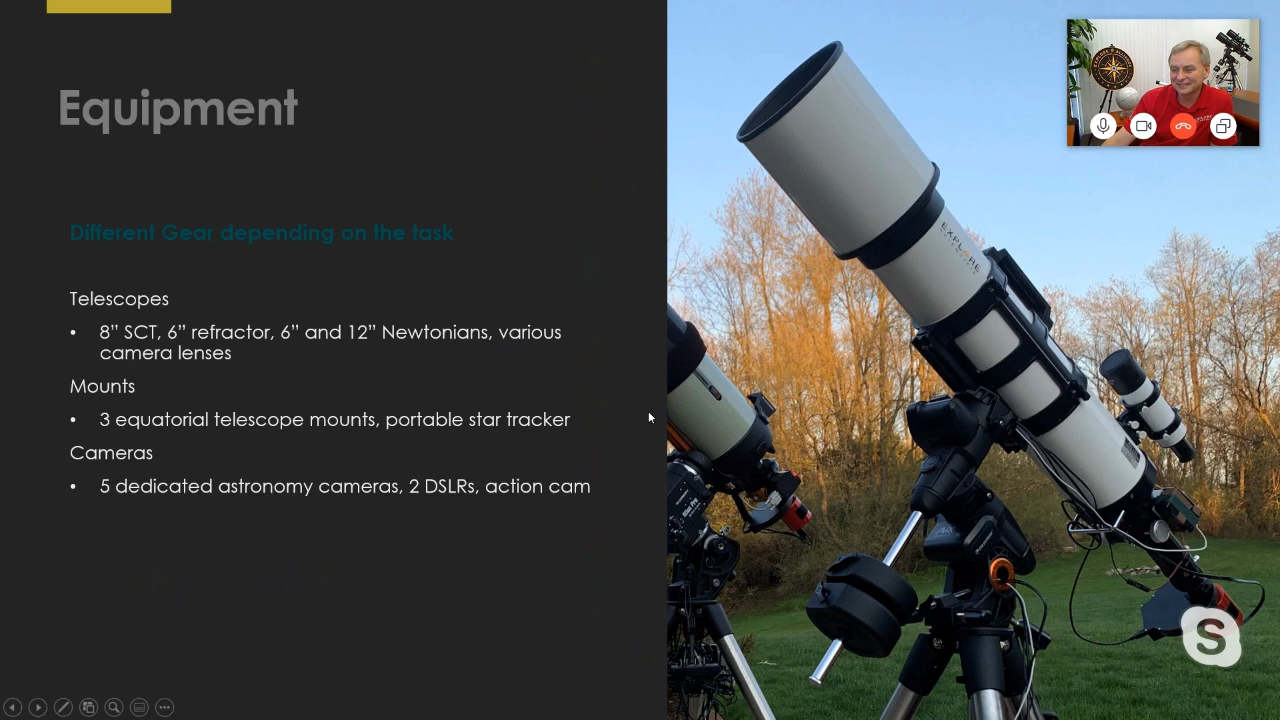 Equipment
Different Gear depending on the task
Telescopes
• 8” SCT, 6” refractor, 6” and 12” Newtonians, various
camera lenses
Mounts
• 3 equatorial telescope mounts, portable star tracker
Cameras
• 5 dedicated astronomy cameras, 2 DSLRs, action cam
EXPLORE
S